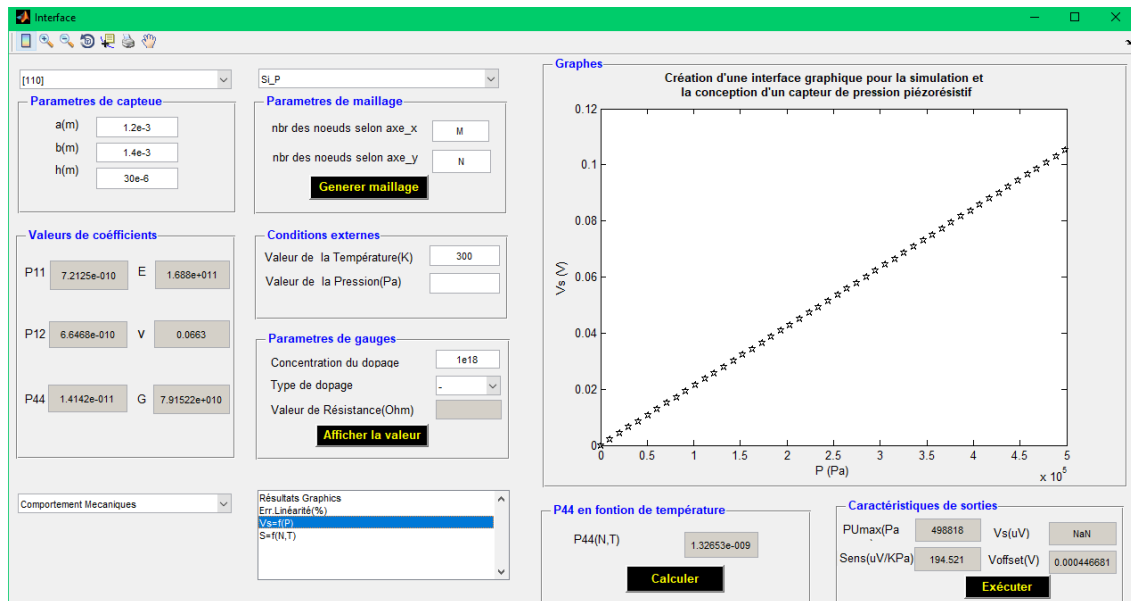 Interface
[110]
Si_P
Parametres de capteue
a(m) 1.2e-3
b(m) 1.4e-3
h(m) 30e-6
Parametres de maillage
nbr des noeuds selon axe_x M
nbr des noeuds selon axe_y N
Generer maillage
Valeurs de coéfficients
P11 7.2125e-010 E 1.688e+011
P12 6.6468e-010 V 0.0663
P44 1.4142e-011 G 7.91522e+010
Conditions externes
Valeur de la Température(K) 300
Valeur de la Pression(Pa)
Parametres de gauges
Concentration du dopage 1e18
Type de dopage -
Valeur de Résistance(Ohm)
Afficher la valeur
Comportement Mecaniques
Résultats Graphics
Err.Linéarité(%)
Vs=f(P)
S=f(N,T)
Graphes
Création d'une interface graphique pour la simulation et
la conception d'un capteur de pression piézorésistif
0.12
0.1
0.08
0.06
0.04
0.02
0
Vs (V)
0 0.5 1 1.5 2 2.5 3 3.5 4 4.5 5
P (Pa)
x 10^5
P44 en fontion de température
P44(N,T) 1.32653e-009
Calculer
Caractéristiques de sorties
PUmax(Pa 498818 Vs(uV) NaN
Sens(uV/KPa) 194.521 Voffset(V) 0.000446681
Exécuter